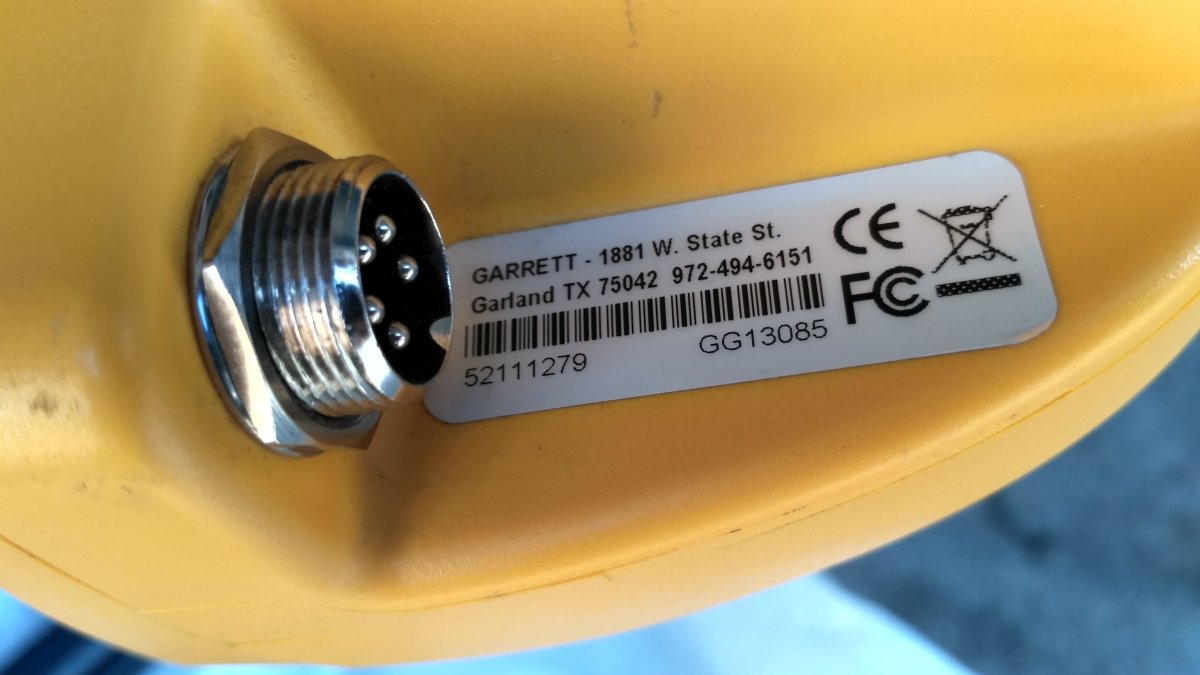 GARRETT - 1881 W. State St.
Garland TX 75042 972-494-6151
52111279 GG13085
CE
FC